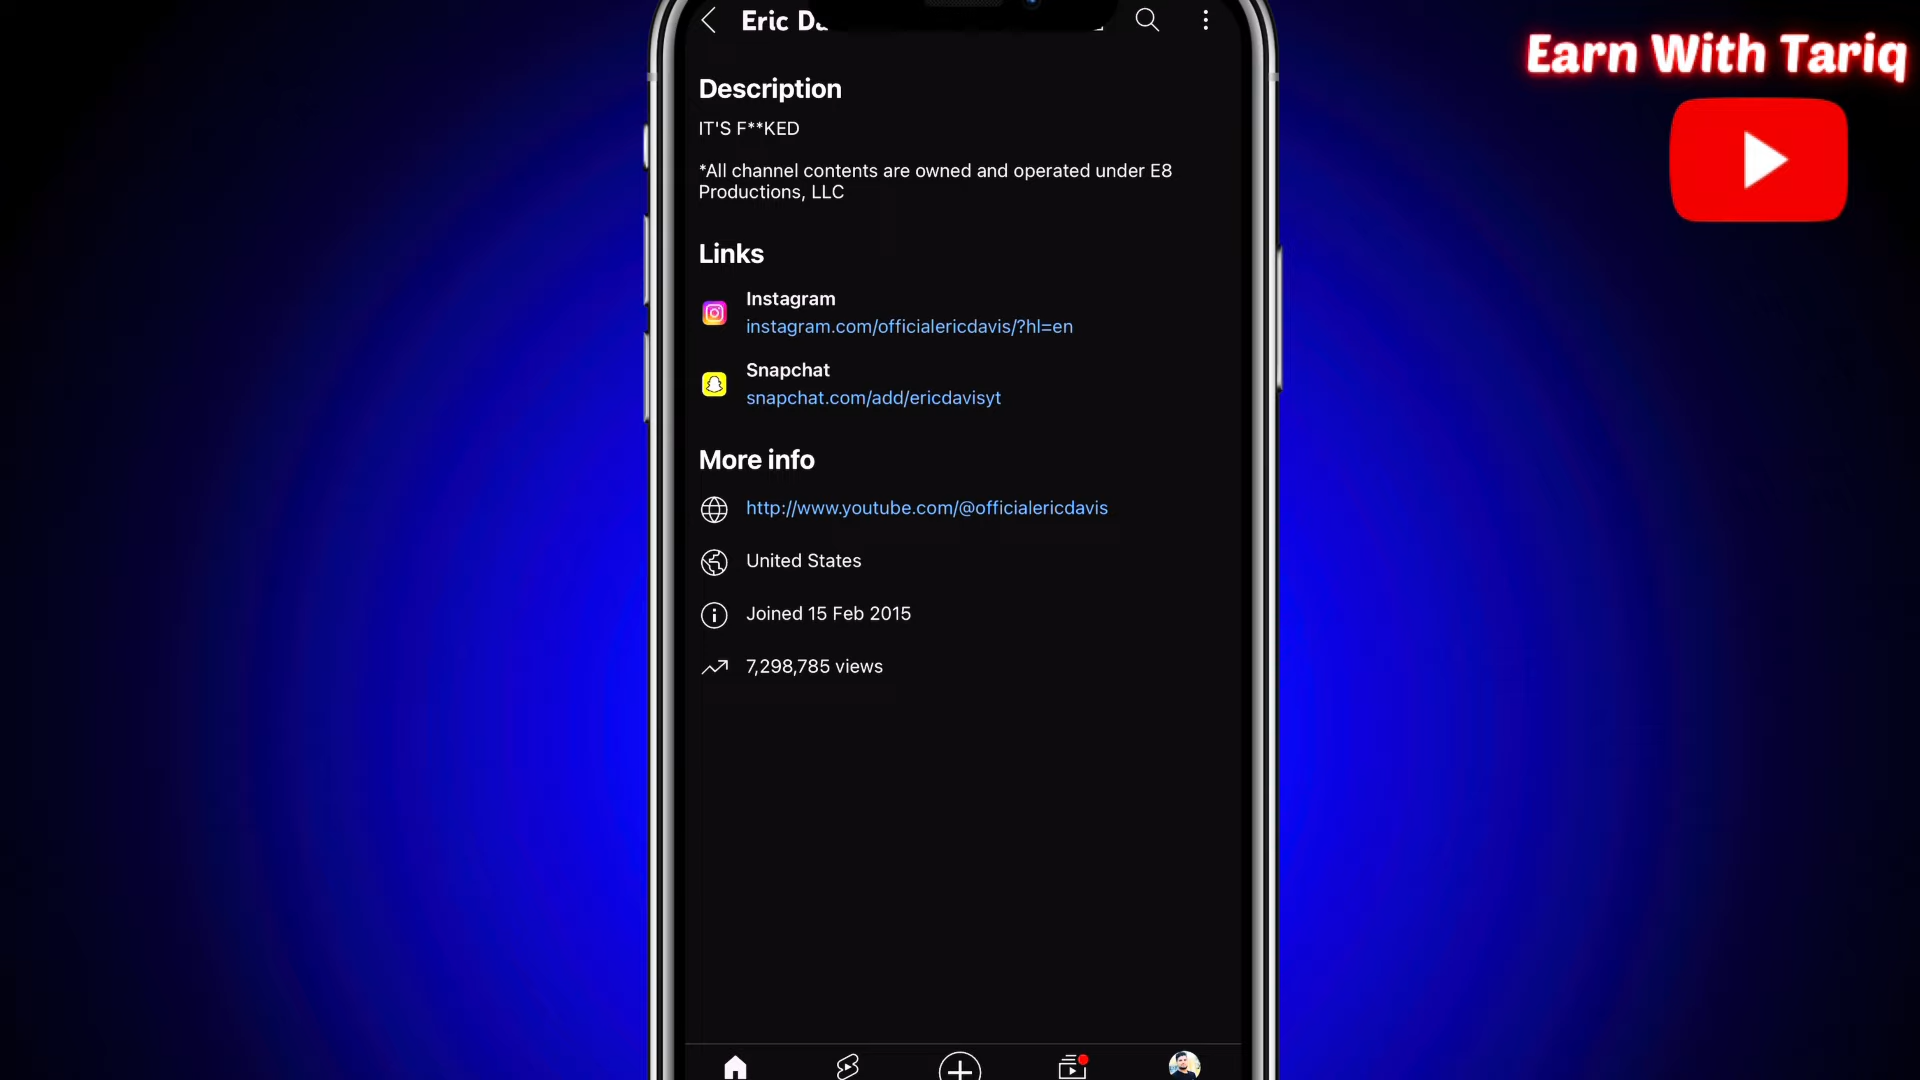 Eric Da
Earn With Tariq
Description
IT'S F**KED
*All channel contents are owned and operated under E8
Productions, LLC
Links
Instagram
instagram.com/officialericdavis/?hl=en
Snapchat
snapchat.com/add/ericdavisyt
More info
http://www.youtube.com/@officialericdavis
United States
Joined 15 Feb 2015
7,298,785 views